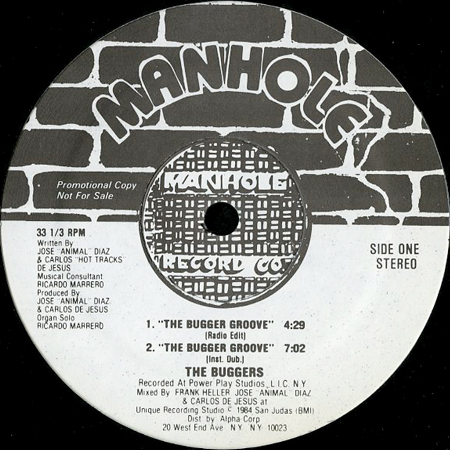 MANHOLE
Promotional Copy
Not For Sale
MANHOLE
RECORD CO
33 1/3 RPM
Written By
JOSE "ANIMAL" DIAZ
& CARLOS "HOT TRACKS"
DE JESUS
Musical Consultant
RICARDO MARRERO
Produced By
JOSE "ANIMAL" DIAZ
& CARLOS DE JESUS
Organ Solo
RICARDO MARRERO
SIDE ONE
STEREO
1. "THE BUGGER GROOVE" 4:29
(Radio Edit)
2. "THE BUGGER GROOVE" 7:02
(Inst. Dub.)
THE BUGGERS
Recorded At Power Play Studios, L.I.C. N.Y
Mixed By FRANK HELLER JOSE "ANIMAL" DIAZ
& CARLOS DE JESUS at
Unique Recording Studio © 1984 San Judas (BMI)
Dist by Alpha Corp
20 West End Ave NY NY 10023